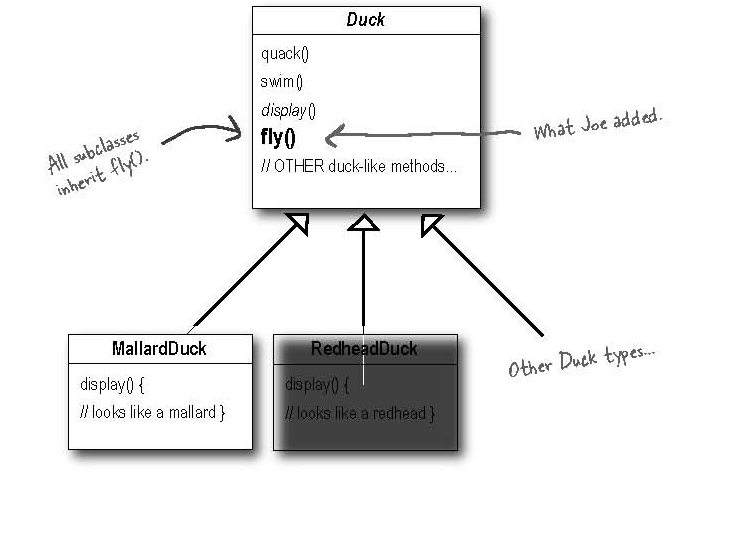 Duck
quack()
swim()
display()
fly()
// OTHER duck-like methods...
All subclasses
inherit fly().
What Joe added.
MallardDuck
display() {
// looks like a mallard }
RedheadDuck
display() {
// looks like a redhead }
Other Duck types...